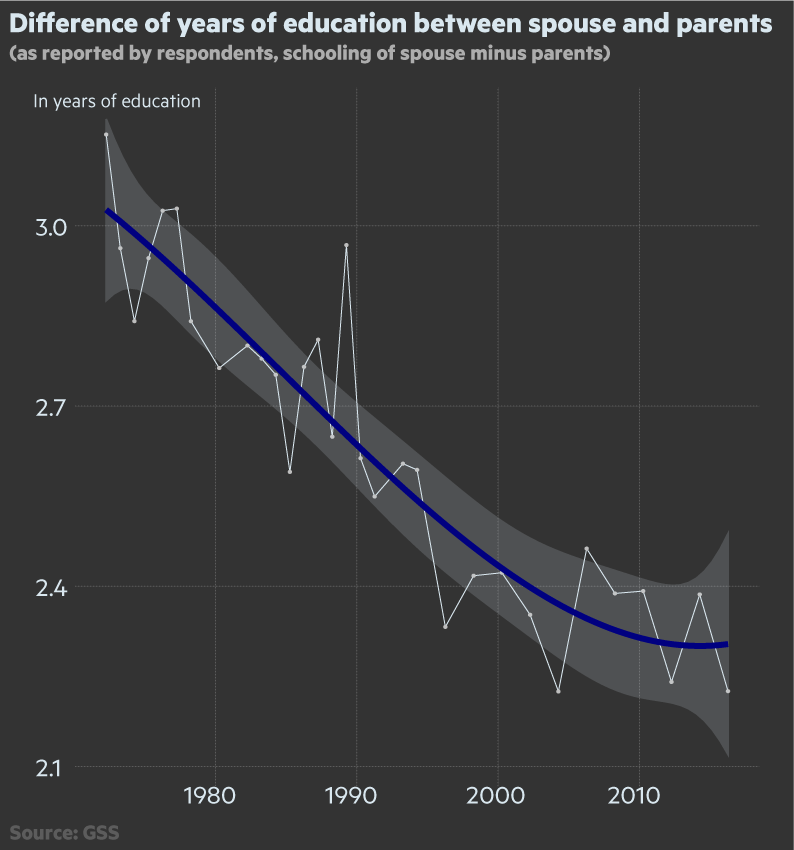 Difference of years of education between spouse and parents
(as reported by respondents, schooling of spouse minus parents)
In years of education
3.0
2.7
2.4
2.1
1980 1990 2000 2010
Source: GSS